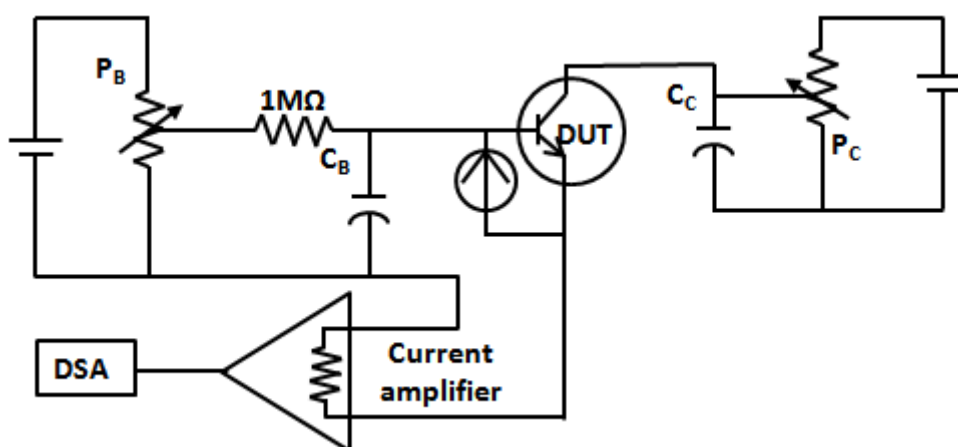 P_B
1MΩ
C_B
DUT
C_C
P_C
DSA
Current
amplifier